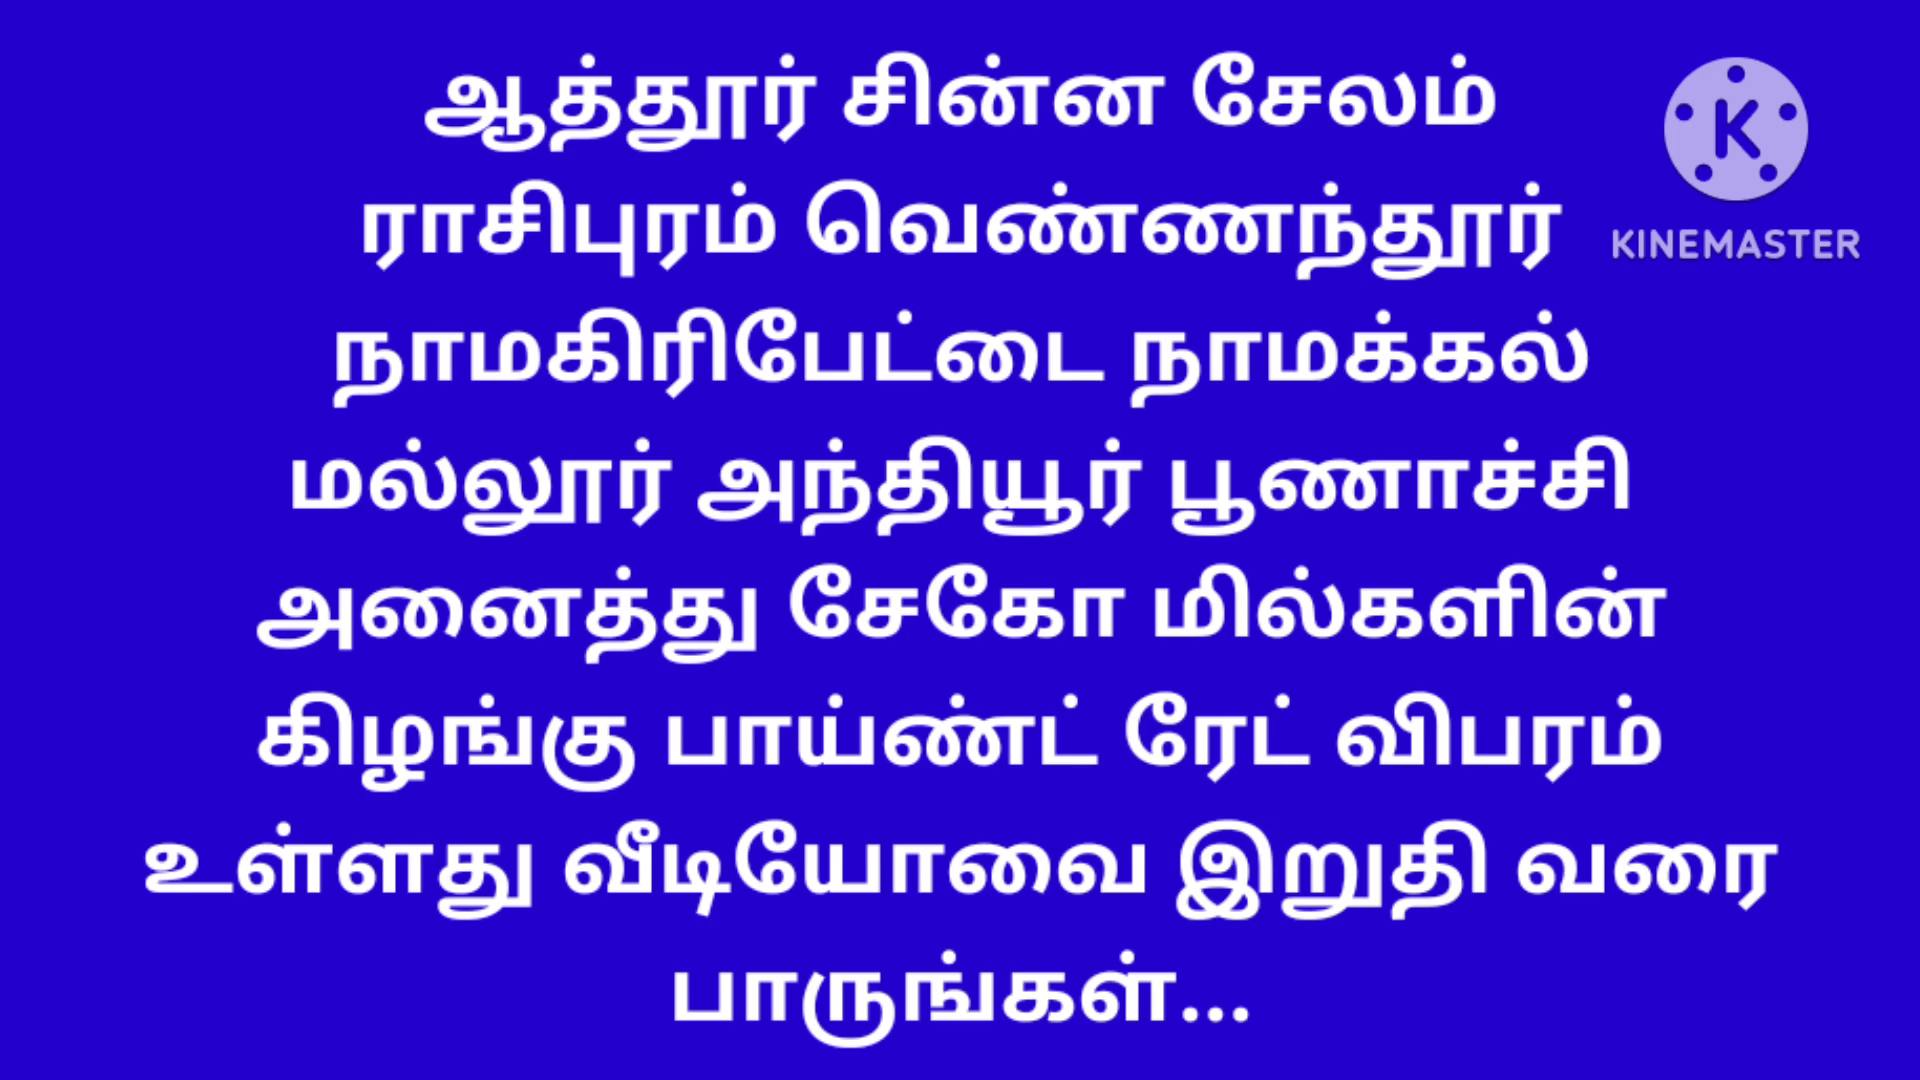 ஆத்தூர் சின்ன சேலம்
ராசிபுரம் வெண்ணந்தூர்
நாமகிரிபேட்டை நாமக்கல்
மல்லூர் அந்தியூர் பூணாச்சி
அனைத்து சேகோ மில்களின்
கிழங்கு பாய்ண்ட் ரேட் விபரம்
உள்ளது வீடியோவை இறுதி வரை
பாருங்கள்...
K
KINEMASTER